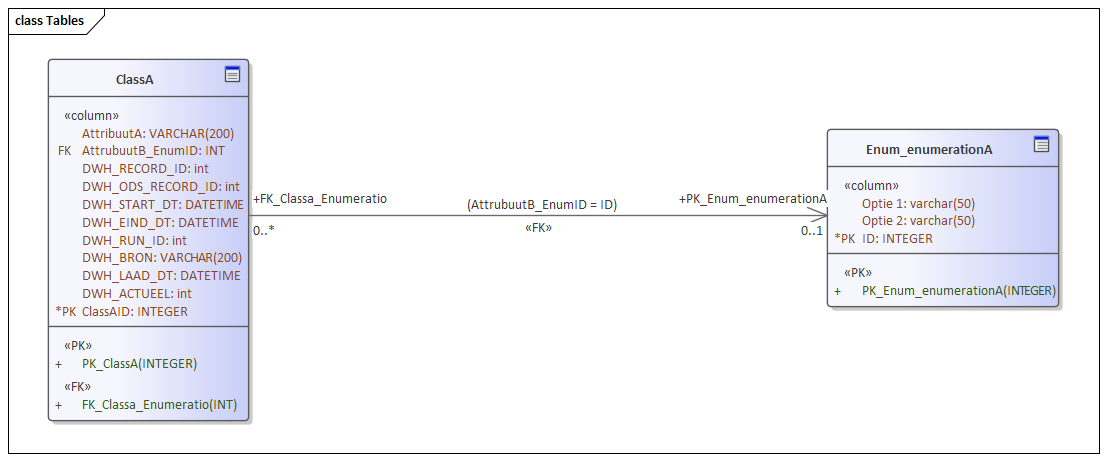 class Tables
ClassA
«column»
AttribuutA: VARCHAR(200)
FK AttrubuutB_EnumID: INT
DWH_RECORD_ID: int
DWH_ODS_RECORD_ID: int
DWH_START_DT: DATETIME
DWH_EIND_DT: DATETIME
DWH_RUN_ID: int
DWH_BRON: VARCHAR(200)
DWH_LAAD_DT: DATETIME
DWH_ACTUEEL: int
*PK ClassAID: INTEGER
«PK»
+ PK_ClassA(INTEGER)
«FK»
+ FK_Classa_Enumeratio(INT)
+FK_Classa_Enumeratio
0..*
(AttrubuutB_EnumID = ID)
«FK»
+PK_Enum_enumerationA
0..1
Enum_enumerationA
«column»
Optie 1: varchar(50)
Optie 2: varchar(50)
*PK ID: INTEGER
«PK»
+ PK_Enum_enumerationA(INTEGER)